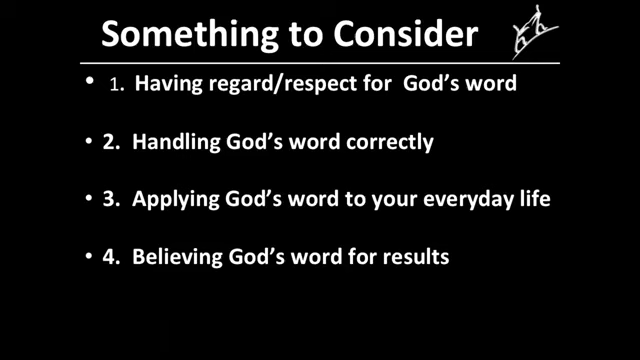 Something to Consider
• 1. Having regard/respect for God's word
• 2. Handling God's word correctly
• 3. Applying God's word to your everyday life
• 4. Believing God's word for results